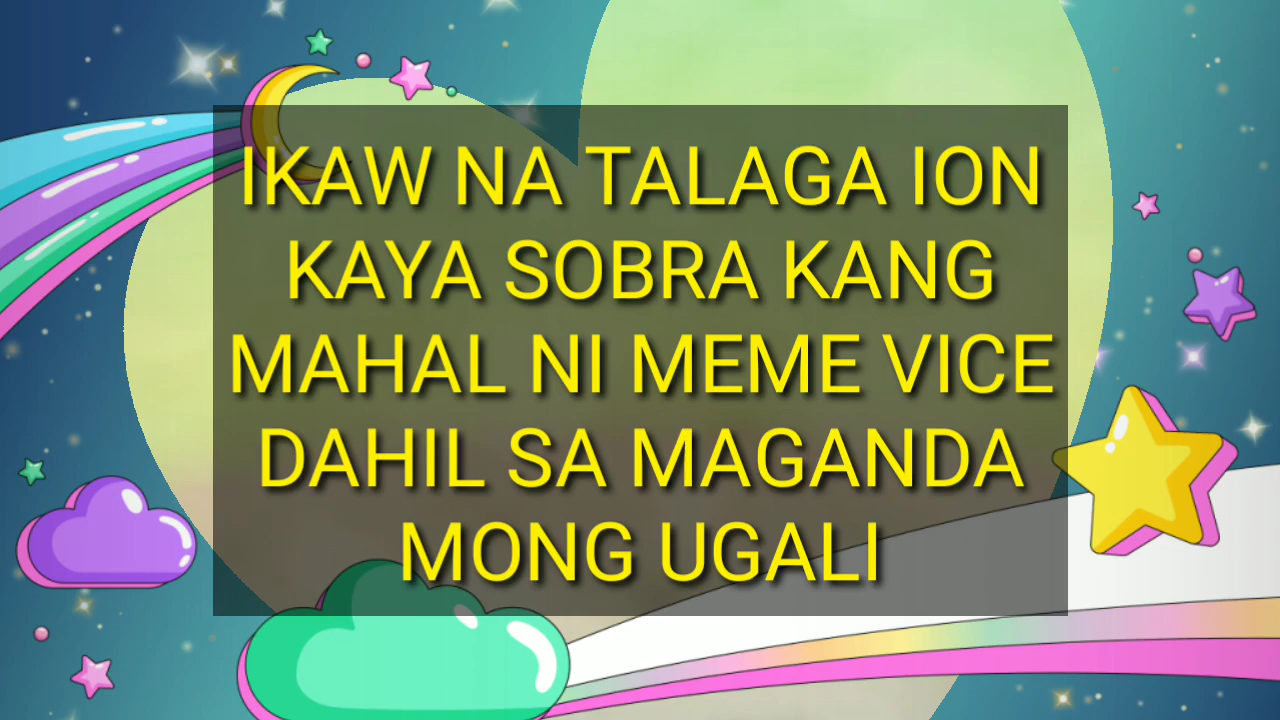 IKAW NA TALAGA ION
KAYA SOBRA KANG
MAHAL NI MEME VICE
DAHIL SA MAGANDA
MONG UGALI